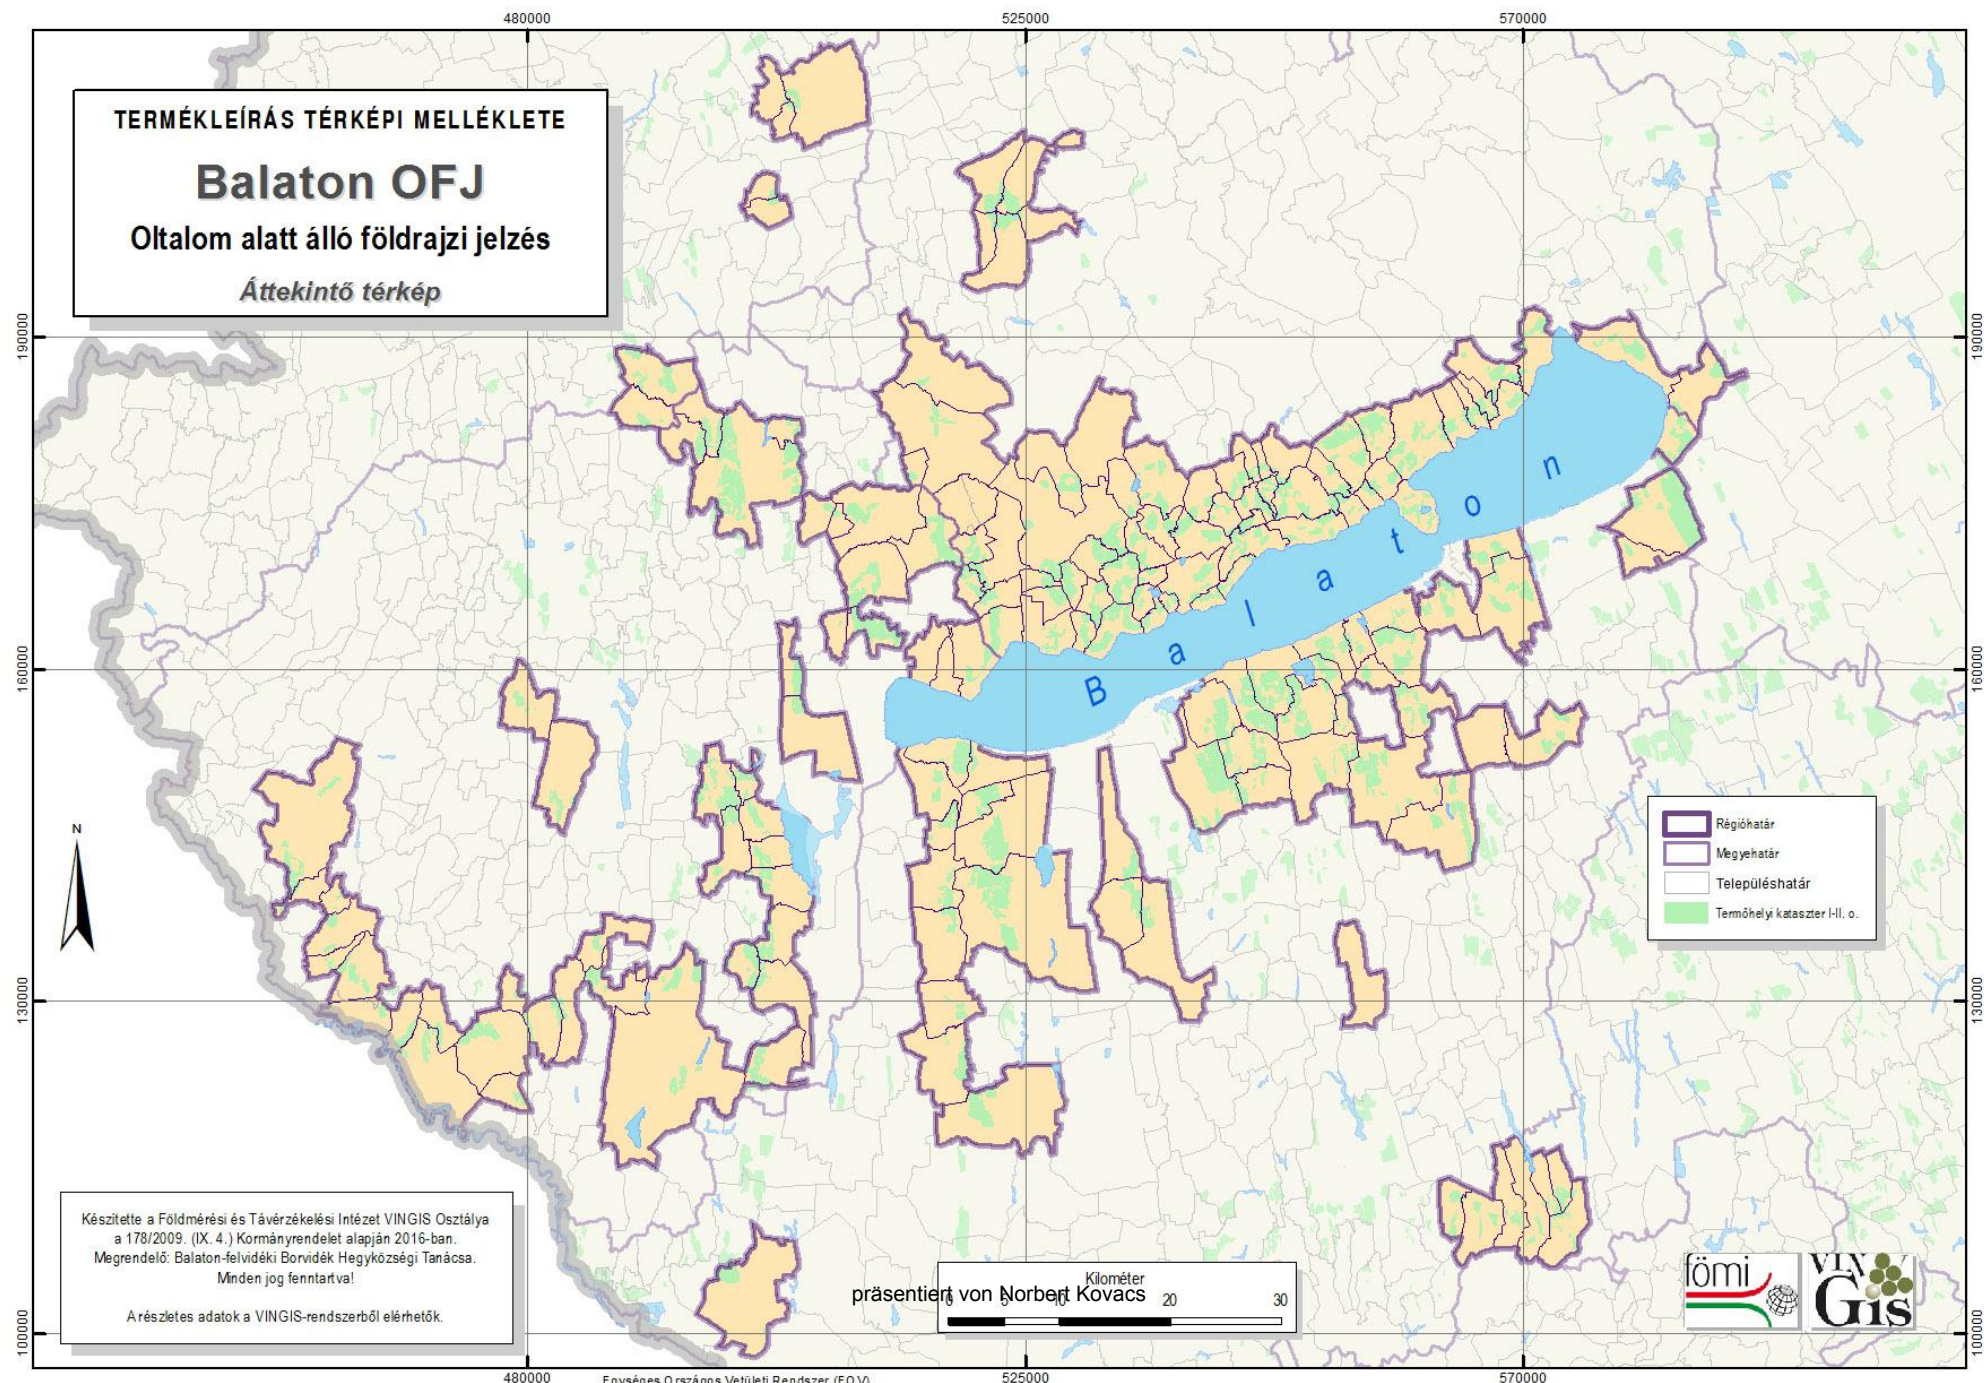 480000
525000
570000
TERMÉKLEÍRÁS TÉRKÉPI MELLÉKLETE
Balaton OFJ
Oltalom alatt álló földrajzi jelzés
Áttekintő térkép
190000
190000
Balaton
160000
160000
Régióhatár
Megyehatár
Településhatár
Termőhelyi kataszter I-II. o.
N
130000
130000
Készítette a Földmérési és Távérzékelési Intézet VINGIS Osztálya
a 178/2009. (IX. 4.) Kormányrendelet alapján 2016-ban.
Megrendelő: Balaton-felvidéki Borvidék Hegyközségi Tanácsa.
Minden jog fenntartva!
A részletes adatok a VINGIS-rendszerből elérhetők.
Kilométer
präsentiert von Norbert Kovacs
0 5 10 20 30
fömi
VIN
GIS
100000
100000
480000
Egységes Országos Vetületi Rendszer (EOV)
525000
570000